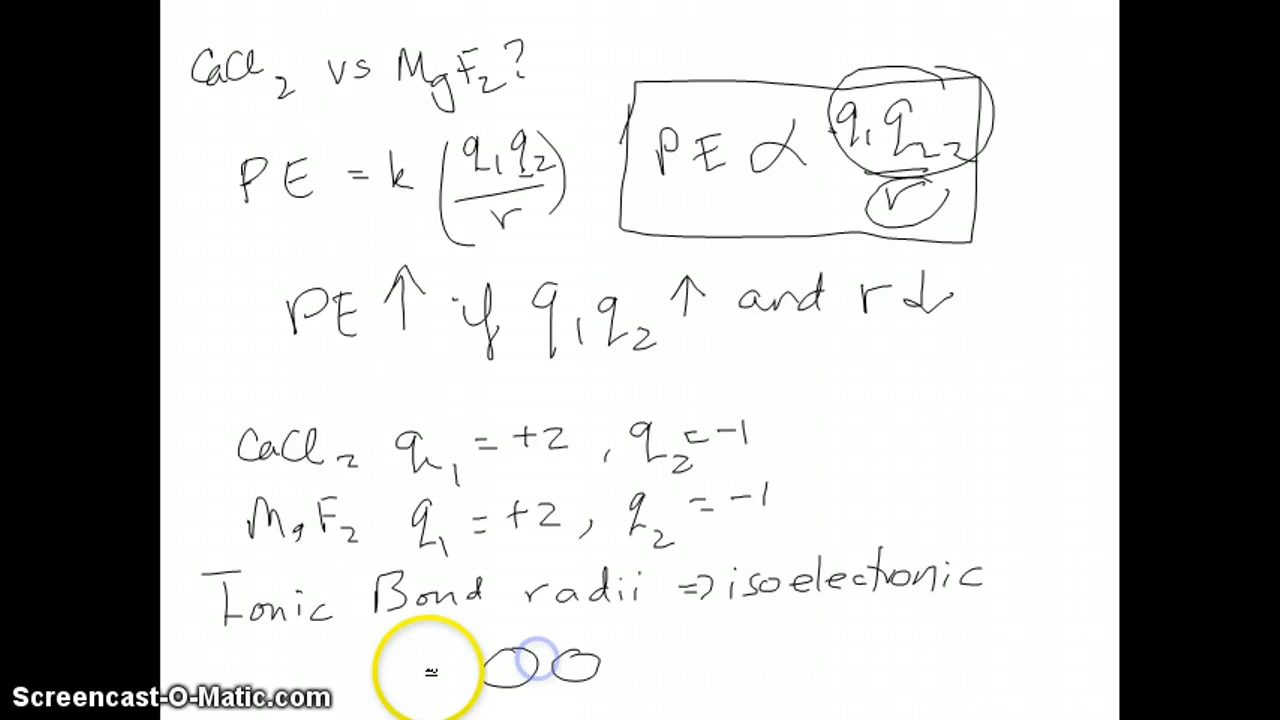 CaCl2 vs MgF2?
PE = k (q1q2/r)
PE ∝ q1q2/r
PE ↑ if q1q2 ↑ and r ↓
CaCl2 q1 = +2, q2 = -1
MgF2 q1 = +2, q2 = -1
Ionic Bond radii => isoelectonic
Screencast-O-Matic.com